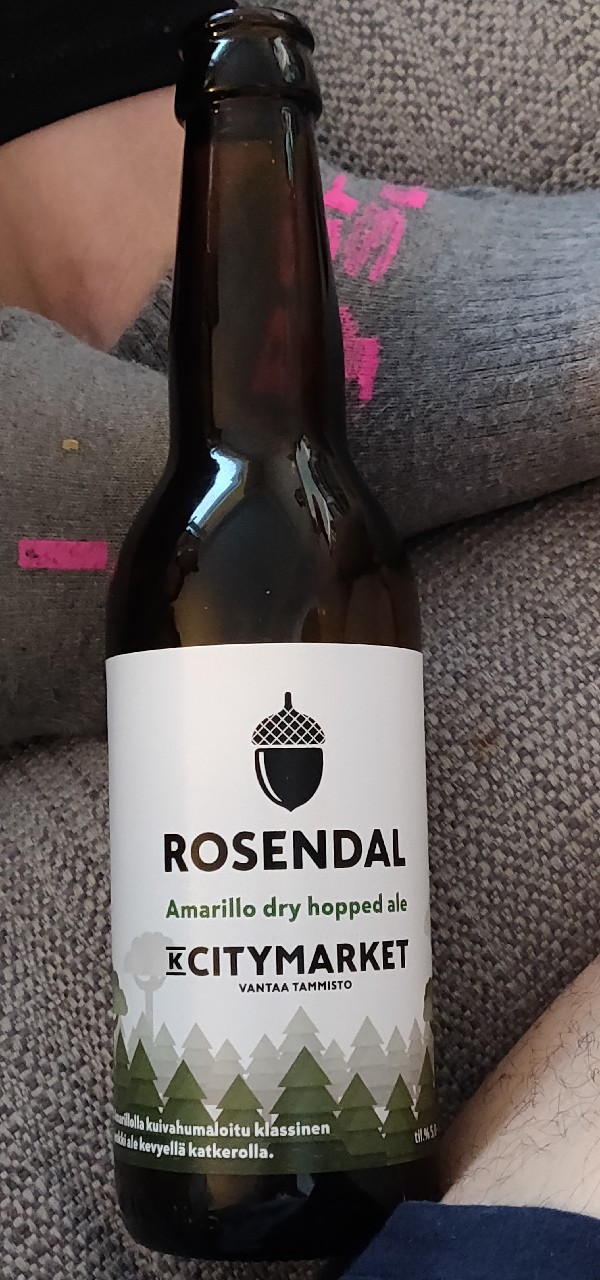 ROSENDAL
Amarillo dry hopped ale
K CITYMARKET
VANTAA TAMMISTO
kuivahumaloitu klassinen
ale kevyellä katkerolla.